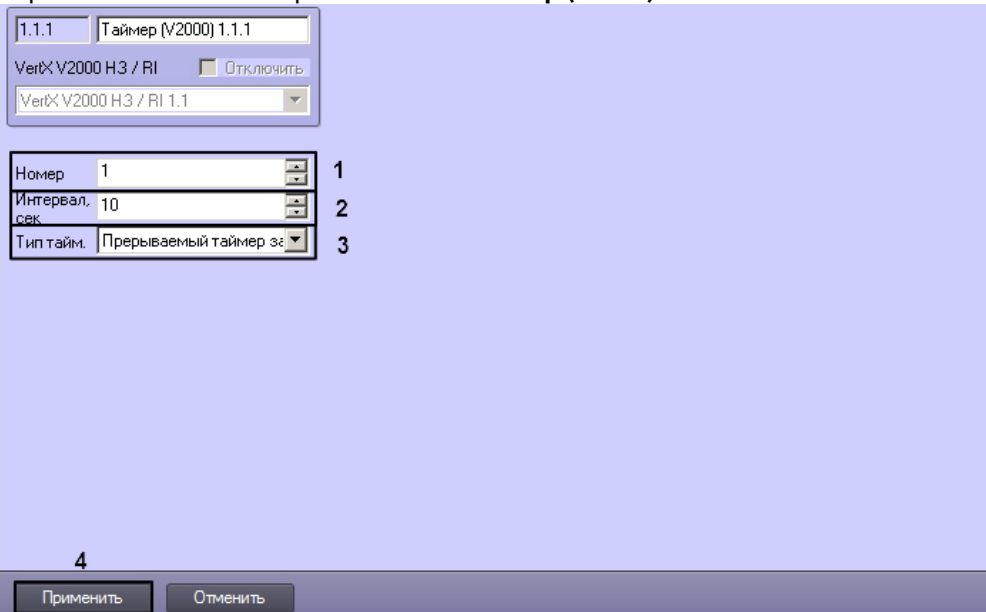 1.1.1 Таймер (V2000) 1.1.1
VertX V2000 H3 / RI Отключить
VertX V2000 H3 / RI 1.1
Номер 1 1
Интервал, сек 10 2
Тип тайм. Прерываемый таймер за 3
4
Применить Отменить